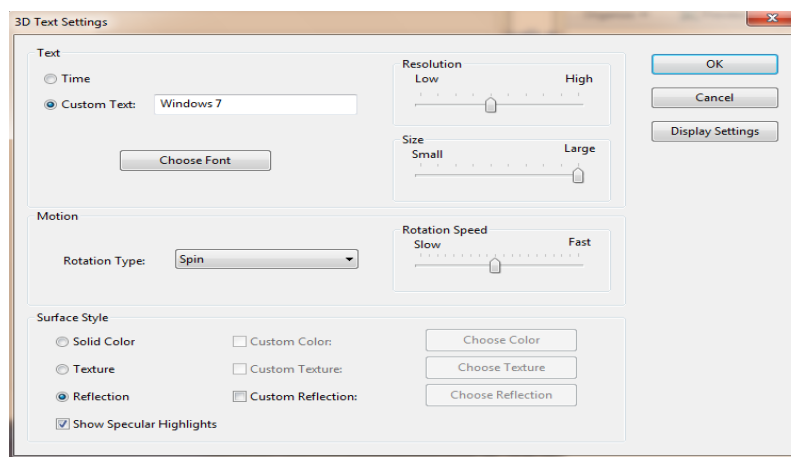 3D Text Settings
Text
Time
Custom Text: Windows 7
Choose Font
Resolution
Low High
Size
Small Large
OK
Cancel
Display Settings
Motion
Rotation Type: Spin
Rotation Speed
Slow Fast
Surface Style
Solid Color Custom Color: Choose Color
Texture Custom Texture: Choose Texture
Reflection Custom Reflection: Choose Reflection
Show Specular Highlights